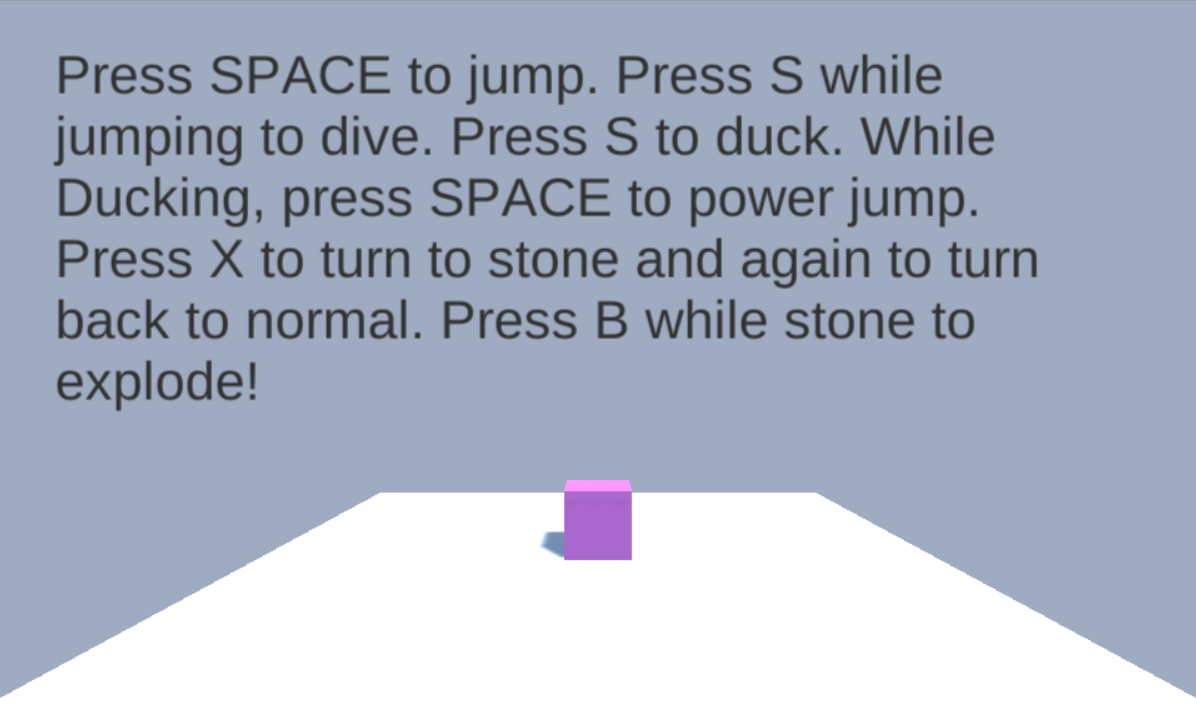 Press SPACE to jump. Press S while
jumping to dive. Press S to duck. While
Ducking, press SPACE to power jump.
Press X to turn to stone and again to turn
back to normal. Press B while stone to
explode!